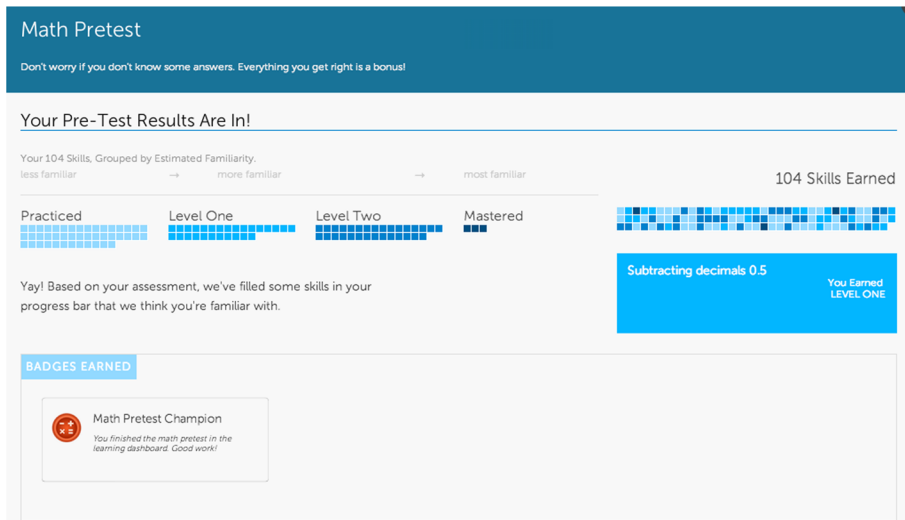 Math Pretest
Don't worry if you don't know some answers. Everything you get right is a bonus!
Your Pre-Test Results Are In!
Your 104 Skills, Grouped by Estimated Familiarity.
less familiar → more familiar → most familiar
104 Skills Earned
Practiced Level One Level Two Mastered
Subtracting decimals 0.5
You Earned
LEVEL ONE
Yay! Based on your assessment, we've filled some skills in your
progress bar that we think you're familiar with.
BADGES EARNED
Math Pretest Champion
You finished the math pretest in the
learning dashboard. Good work!